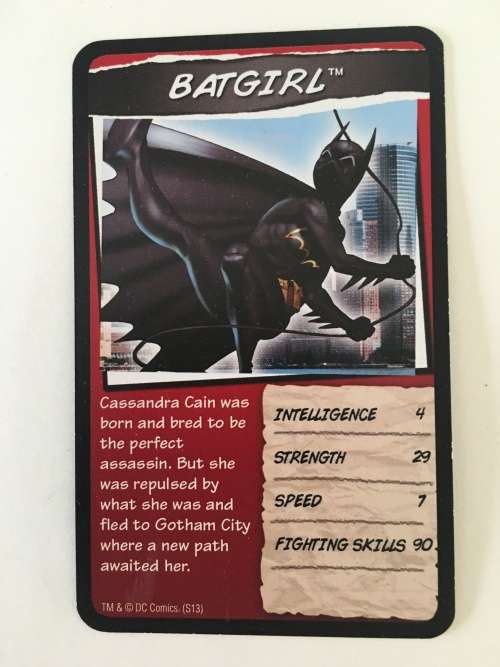 BATGIRL™
Cassandra Cain was
born and bred to be
the perfect
assassin. But she
was repulsed by
what she was and
fled to Gotham City
where a new path
awaited her.
INTELLIGENCE 4
STRENGTH 29
SPEED 7
FIGHTING SKILLS 90
TM & © DC Comics. (S13)